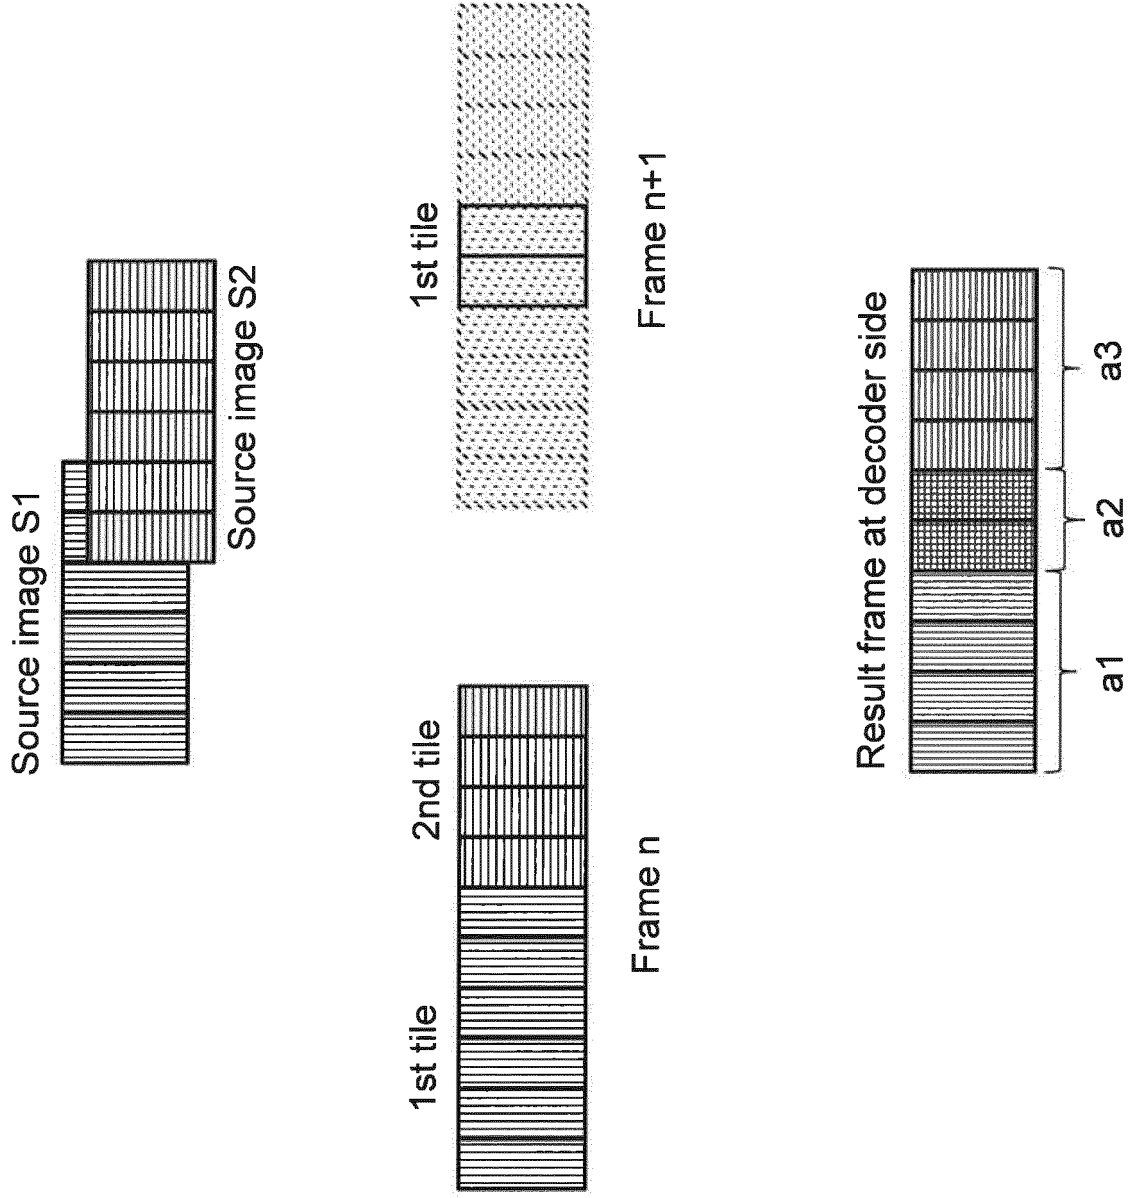 Source image S1
Source image S2
1st tile
2nd tile
1st tile
Frame n
Frame n+1
Result frame at decoder side
a1
a2
a3